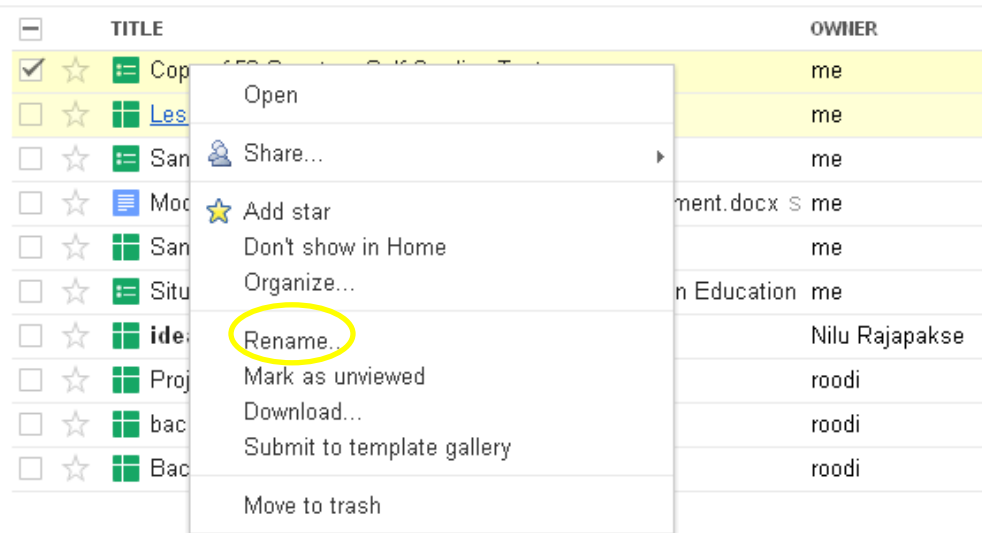 TITLE OWNER
Cop me
Open
Les me
Share...
San me
Moc ment.docx S me
Add star
San me
Don't show in Home
Organize...
Situ n Education me
idea Nilu Rajapakse
Rename..
Proj roodi
Mark as unviewed
Download...
bac roodi
Submit to template gallery
Bac roodi
Move to trash